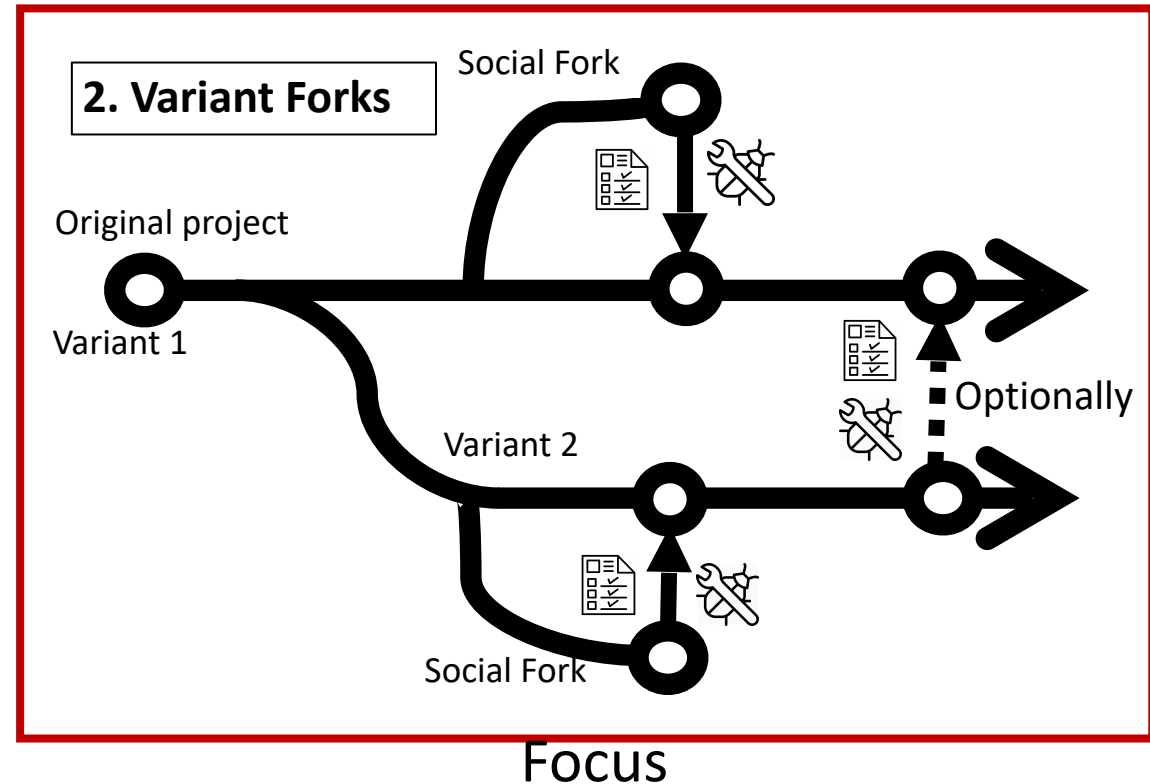 2. Variant Forks
Social Fork
Original project
Variant 1
Optionally
Variant 2
Social Fork
Focus